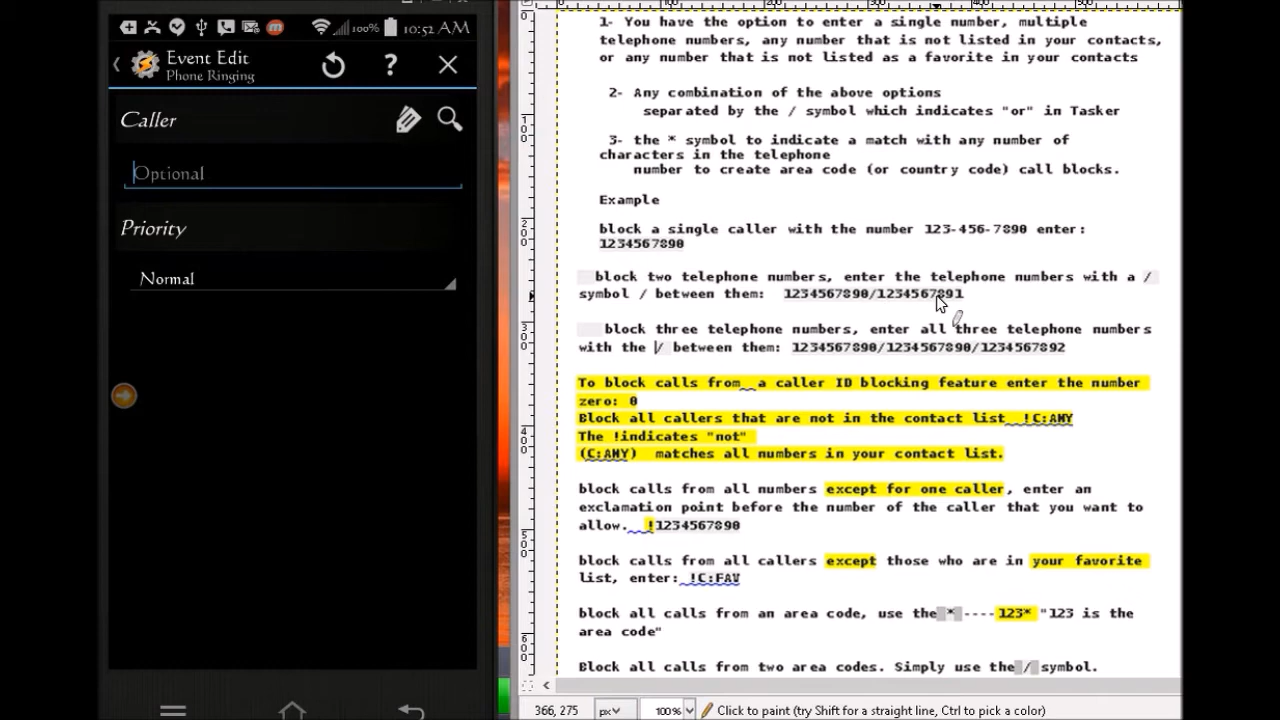 100%
10:52 AM
Event Edit
Phone Ringing
?
Caller
Optional
Priority
Normal
1- You have the option to enter a single number, multiple
telephone numbers, any number that is not listed in your contacts,
or any number that is not listed as a favorite in your contacts
2- Any combination of the above options
separated by the / symbol which indicates "or" in Tasker
3- the * symbol to indicate a match with any number of
characters in the telephone
number to create area code (or country code) call blocks.
Example
block a single caller with the number 123-456-7890 enter:
1234567890
block two telephone numbers, enter the telephone numbers with a /
symbol / between them: 1234567890/1234567891
block three telephone numbers, enter all three telephone numbers
with the / between them: 1234567890/1234567890/1234567892
To block calls from a caller ID blocking feature enter the number
zero: 0
Block all callers that are not in the contact list !C:ANY
The !indicates "not"
(C:ANY) matches all numbers in your contact list.
block calls from all numbers except for one caller, enter an
exclamation point before the number of the caller that you want to
allow. !1234567890
block calls from all callers except those who are in your favorite
list, enter: !C:FAV
block all calls from an area code, use the * ----123* "123 is the
area code"
Block all calls from two area codes. Simply use the / symbol.
366, 275
px
100%
Click to paint (try Shift for a straight line, Ctrl to pick a color)